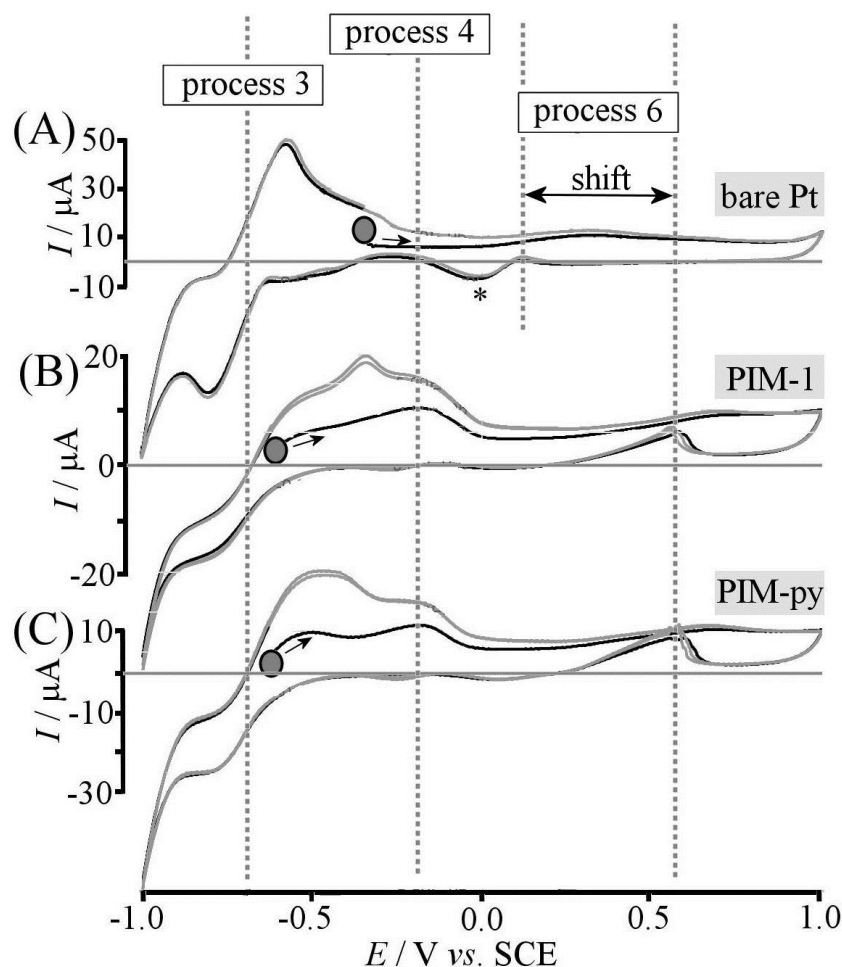 process 4
process 3
process 6
(A)
50
30
10
-10
I / µA
shift
bare Pt
*
(B)
20
0
-20
I / µA
PIM-1
(C)
10
-10
-30
I / µA
PIM-py
-1.0 -0.5 0.0 0.5 1.0
E / V vs. SCE